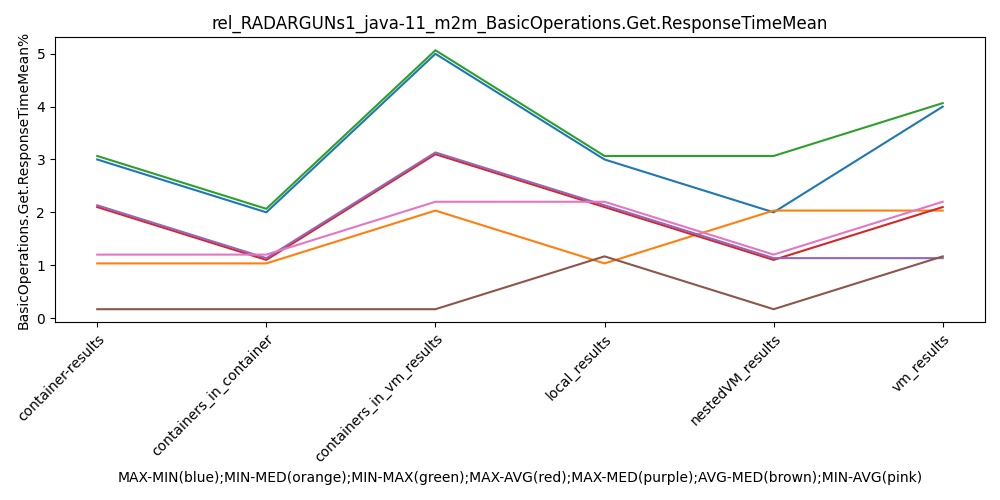 rel_RADARGUNs1_java-11_m2m_BasicOperations.Get.ResponseTimeMean
BasicOperations.Get.ResponseTimeMean%
5
4
3
2
1
0
container-results
containers_in_container
containers_in_vm_results
local_results
nestedVM_results
vm_results
MAX-MIN(blue);MIN-MED(orange);MIN-MAX(green);MAX-AVG(red);MAX-MED(purple);AVG-MED(brown);MIN-AVG(pink)